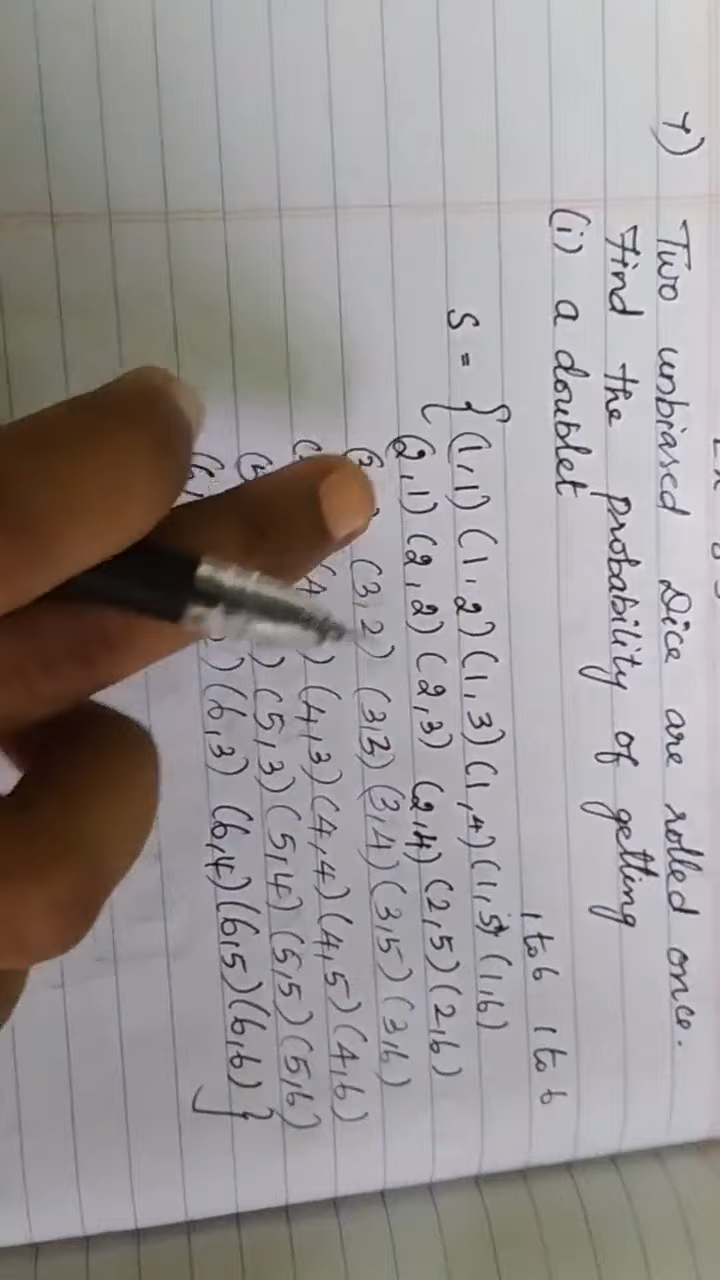 7) Two unbiased Dice are rolled once.
Find the probability of getting
(i) a doublet
1 to 6 1 to 6
S = { (1,1) (1,2) (1,3) (1,4) (1,5) (1,6)
(2,1) (2,2) (2,3) (2,4) (2,5) (2,6)
(3,2) (3,3) (3,4) (3,5) (3,6)
(4,3) (4,4) (4,5) (4,6)
(5,3) (5,4) (5,5) (5,6)
(6,3) (6,4) (6,5) (6,6) }